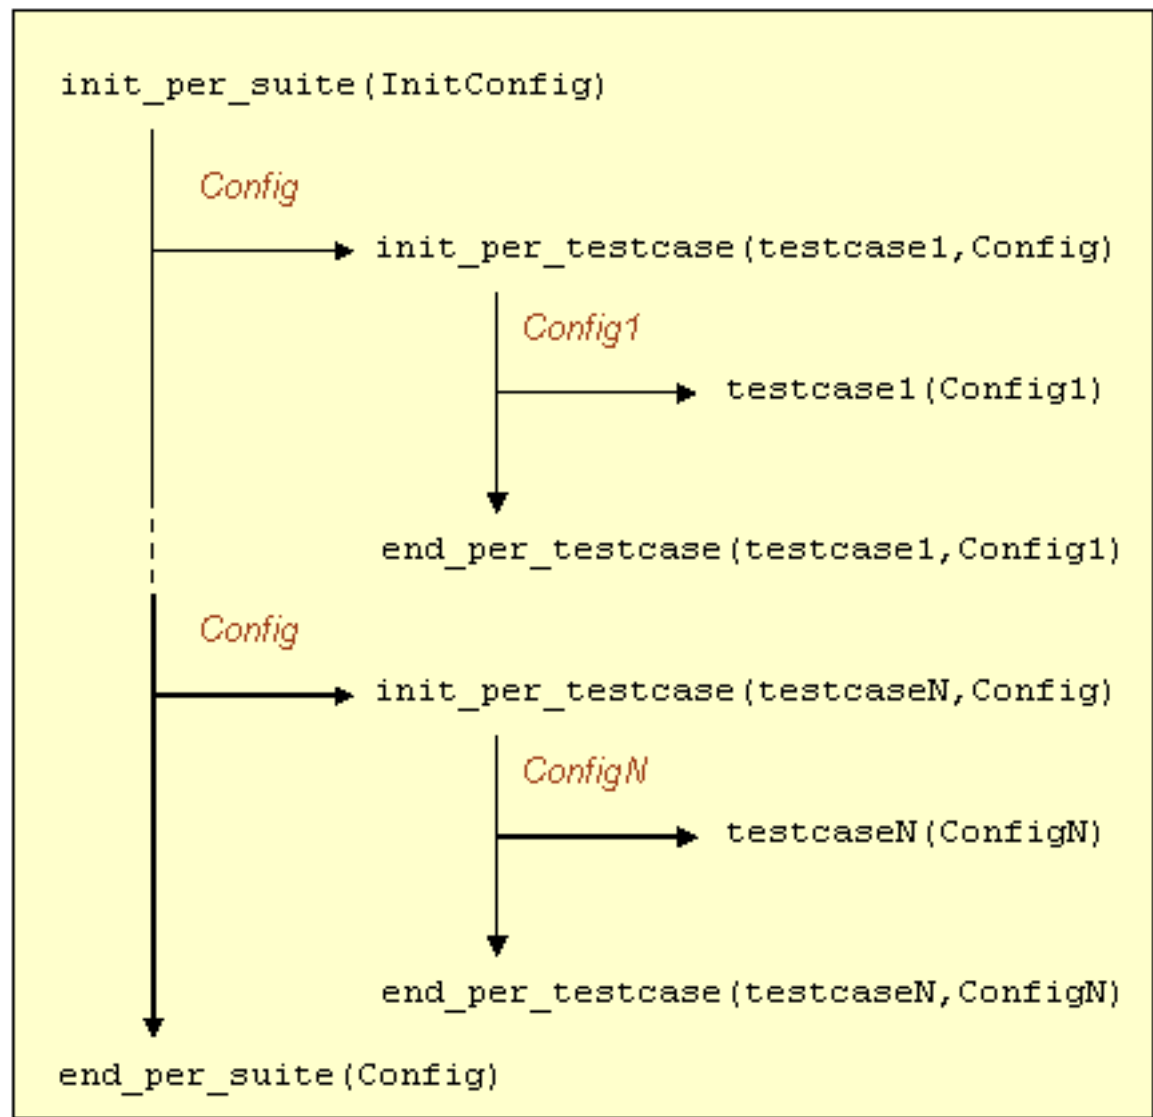 init_per_suite(InitConfig)
Config
init_per_testcase(testcase1,Config)
Config1
testcase1(Config1)
end_per_testcase(testcase1,Config1)
Config
init_per_testcase(testcaseN,Config)
ConfigN
testcaseN(ConfigN)
end_per_testcase(testcaseN,ConfigN)
end_per_suite(Config)